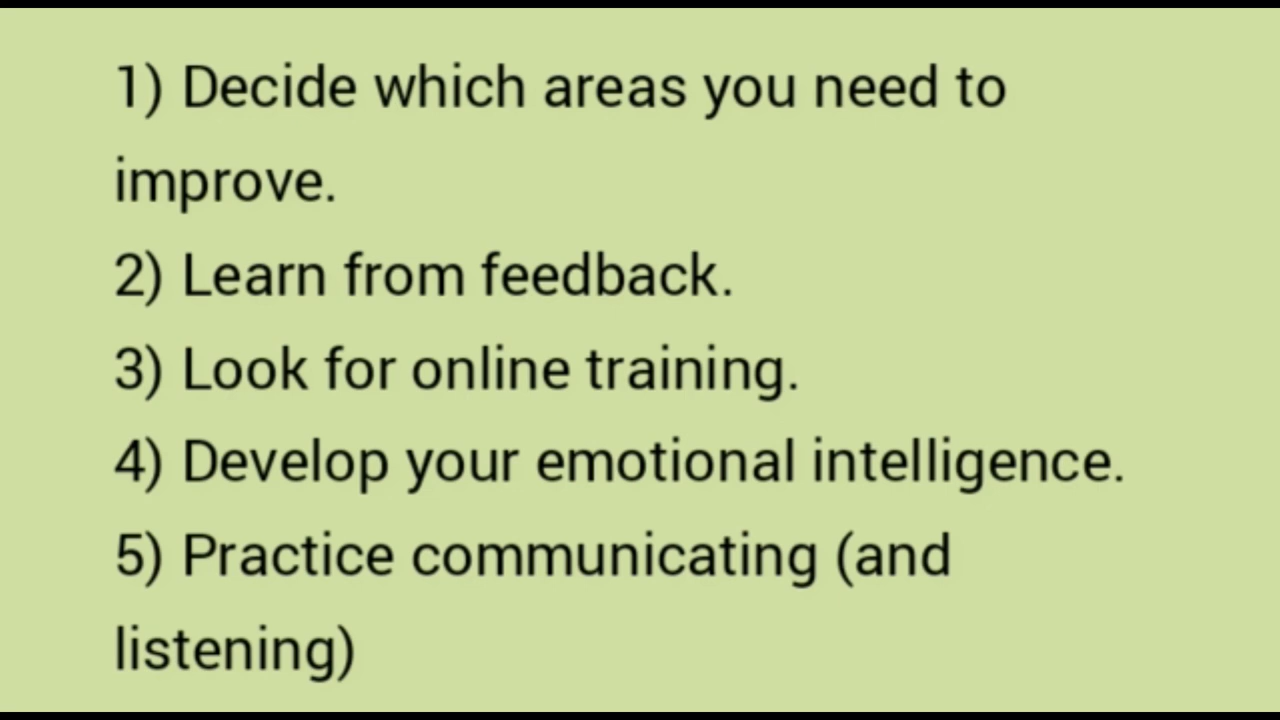 1) Decide which areas you need to
improve.
2) Learn from feedback.
3) Look for online training.
4) Develop your emotional intelligence.
5) Practice communicating (and
listening)